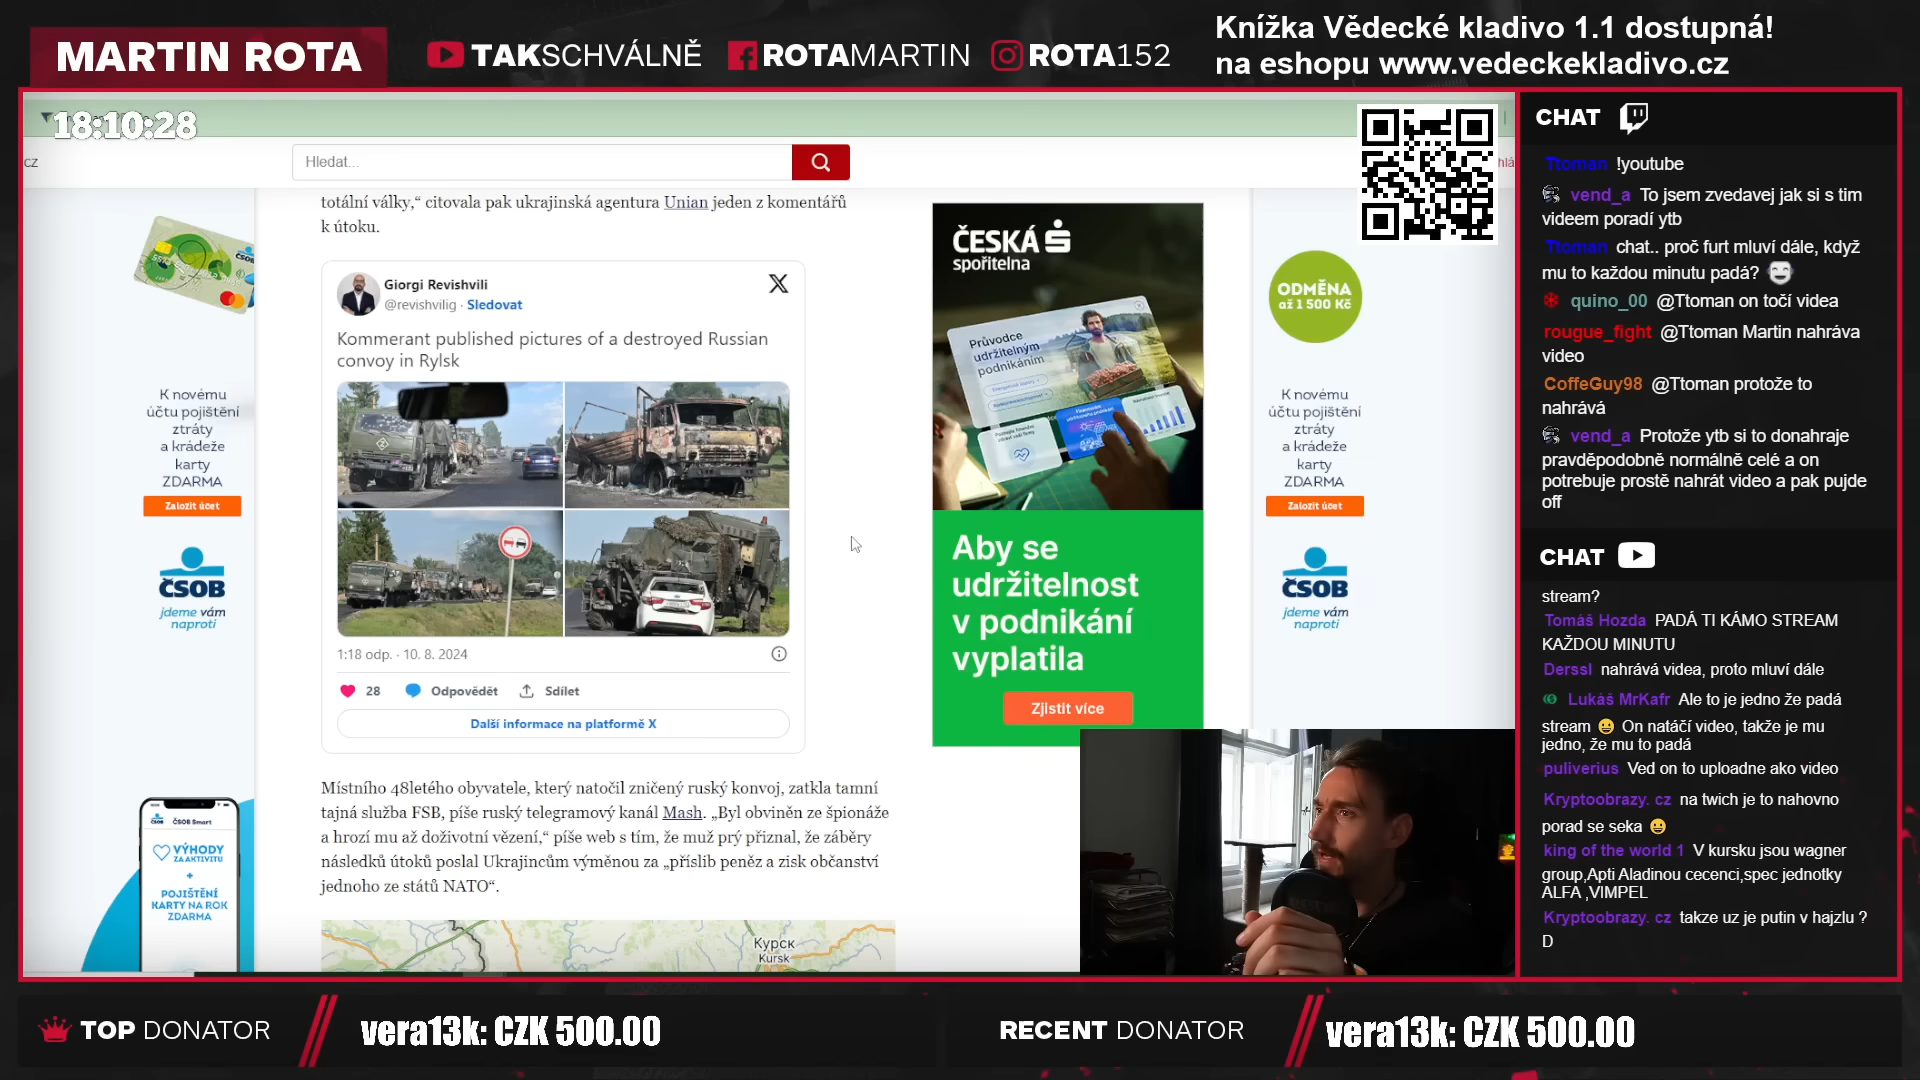 MARTIN ROTA
TAKSCHVÁLNĚ
ROTAMARTIN
ROTA152
Knížka Vědecké kladivo 1.1 dostupná!
na eshopu www.vedeckekladivo.cz
18:10:28
cz
Hledat...
totální války,“ citovala pak ukrajinská agentura Unian jeden z komentářů
k útoku.
Giorgi Revishvili
@revishvilig · Sledovat
Kommerant published pictures of a destroyed Russian
convoy in Rylsk
1:18 odp. · 10. 8. 2024
28
Odpovědět
Sdílet
Další informace na platformě X
Místního 48letého obyvatele, který natočil zničený ruský konvoj, zatkla tamní
tajná služba FSB, píše ruský telegramový kanál Mash. „Byl obviněn ze špionáže
a hrozí mu až doživotní vězení,“ píše web s tím, že muž prý přiznal, že záběry
následků útoků poslal Ukrajincům výměnou za „příslib peněz a zisk občanství
jednoho ze států NATO“.
Курск
Kursk
K novému
účtu pojištění
ztráty
a krádeže
karty
ZDARMA
Založit účet
ČSOB
jdeme vám
naproti
ČSOB Smart
VÝHODY
ZA AKTIVITU
+
POJIŠTĚNÍ
KARTY NA ROK
ZDARMA
ČESKÁ
spořitelna
Průvodce
udržitelným
podnikáním
Aby se
udržitelnost
v podnikání
vyplatila
Zjistit více
ODMĚNA
až 1 500 Kč
K novému
účtu pojištění
ztráty
a krádeže
karty
ZDARMA
Založit účet
ČSOB
jdeme vám
naproti
CHAT
Ttoman !youtube
vend_a To jsem zvedavej jak si s tim
videem poradí ytb
Ttoman chat.. proč furt mluví dále, když
mu to každou minutu padá?
quino_00 @Ttoman on točí videa
rougue_fight @Ttoman Martin nahráva
video
CoffeGuy98 @Ttoman protože to
nahrává
vend_a Protože ytb si to donahraje
pravděpodobně normálně celé a on
potrebuje prostě nahrát video a pak pujde
off
CHAT
stream?
Tomáš Hozda PADÁ TI KÁMO STREAM
KAŽDOU MINUTU
Derssl nahrává videa, proto mluví dále
Lukáš MrKafr Ale to je jedno že padá
stream On natáčí video, takže je mu
jedno, že mu to padá
puliverius Ved on to uploadne ako video
Kryptoobrazy. cz na twich je to nahovno
porad se seka
king of the world 1 V kursku jsou wagner
group,Apti Aladinou cecenci,spec jednotky
ALFA ,VIMPEL
Kryptoobrazy. cz takze uz je putin v hajzlu ?
D
TOP DONATOR
vera13k: CZK 500.00
RECENT DONATOR
vera13k: CZK 500.00